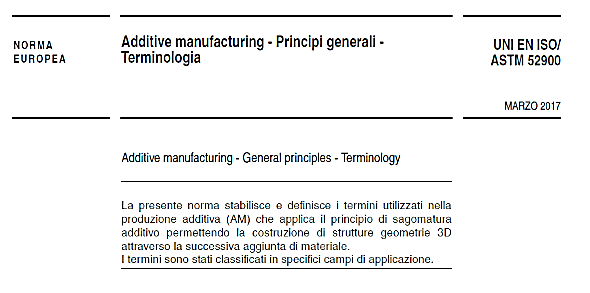 NORMA
EUROPEA
Additive manufacturing - Principi generali -
Terminologia
UNI EN ISO/
ASTM 52900
MARZO 2017
Additive manufacturing - General principles - Terminology
La presente norma stabilisce e definisce i termini utilizzati nella
produzione additiva (AM) che applica il principio di sagomatura
additivo permettendo la costruzione di strutture geometrie 3D
attraverso la successiva aggiunta di materiale.
I termini sono stati classificati in specifici campi di applicazione.